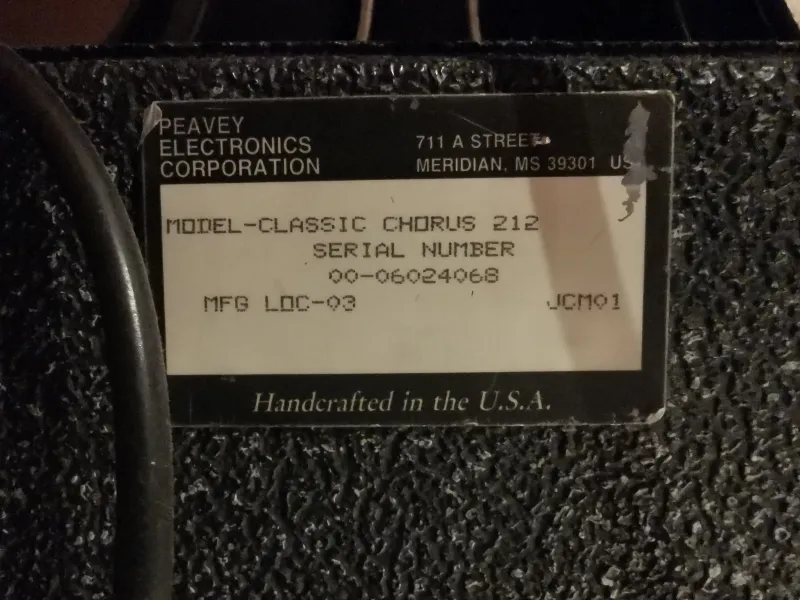 PEAVEY
ELECTRONICS
CORPORATION
711 A STREET
MERIDIAN, MS 39301
MODEL-CLASSIC CHORUS 212
SERIAL NUMBER
00-06024068
MFG LOC-03 JCM01
Handcrafted in the U.S.A.